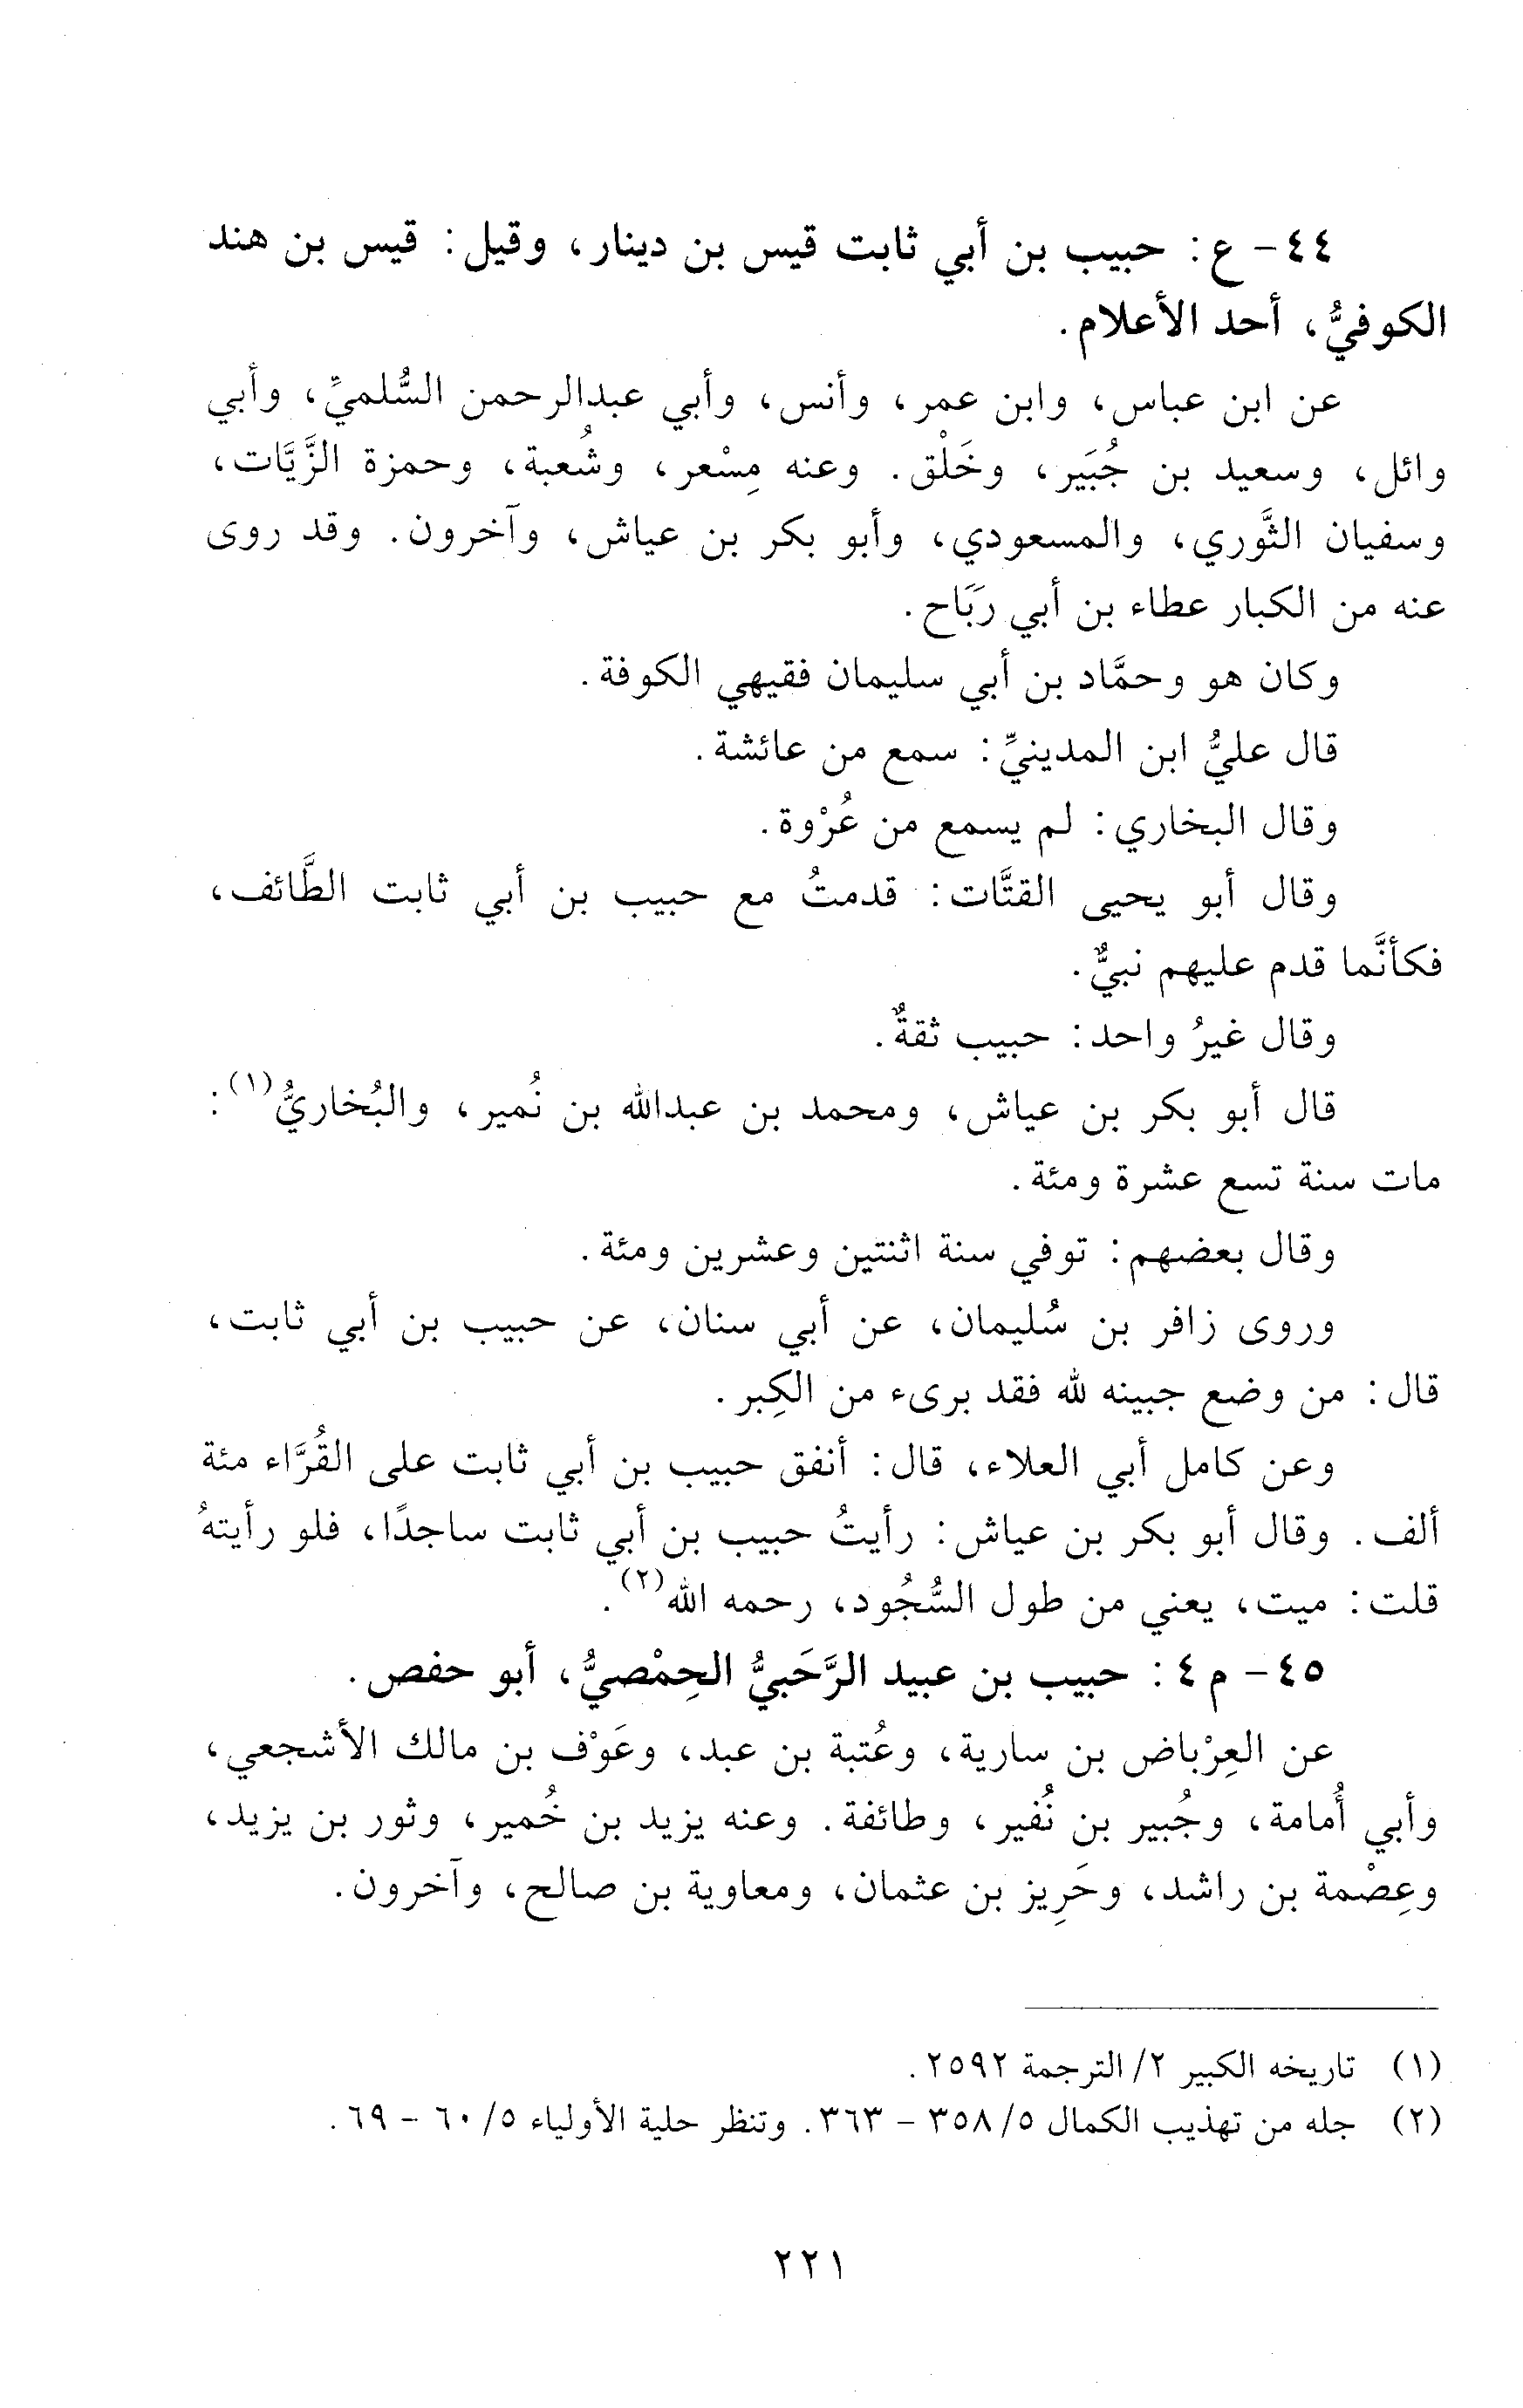 ٤٤- ع: حبيب بن أبي ثابت قيس بن دينار، وقيل: قيس بن هند
الكوفيُّ، أحد الأعلام.
عن ابن عباس، وابن عمر، وأنس، وأبي عبدالرحمن السُّلميِّ، وأبي
وائل، وسعيد بن جُبَير، وخَلْق. وعنه مِسْعر، وشُعبة، وحمزة الزَّيَّات،
وسفيان الثَّوري، والمسعودي، وأبو بكر بن عياش، وآخرون. وقد روى
عنه من الكبار عطاء بن أبي رَبَاح.
وكان هو وحمَّاد بن أبي سليمان فقيهي الكوفة.
قال عليُّ ابن المدينيِّ: سمع من عائشة.
وقال البخاري: لم يسمع من عُرْوة.
وقال أبو يحيى القتَّات: قدمتُ مع حبيب بن أبي ثابت الطَّائف،
فكأنَّما قدم عليهم نبيٌّ.
وقال غيرُ واحد: حبيب ثقةٌ.
قال أبو بكر بن عياش، ومحمد بن عبدالله بن نُمير، والبُخاريُّ(١):
مات سنة تسع عشرة ومئة.
وقال بعضهم: توفي سنة اثنتين وعشرين ومئة.
وروى زافر بن سُليمان، عن أبي سنان، عن حبيب بن أبي ثابت،
قال: من وضع جبينه لله فقد برىء من الكِبر.
وعن كامل أبي العلاء، قال: أنفق حبيب بن أبي ثابت على القُرَّاء مئة
ألف. وقال أبو بكر بن عياش: رأيتُ حبيب بن أبي ثابت ساجدًا، فلو رأيتهُ
قلت: ميت، يعني من طول السُّجُود، رحمه الله(٢).
٤٥- م ٤: حبيب بن عبيد الرَّحَبيُّ الحِمْصيُّ، أبو حفص.
عن العِرْباض بن سارية، وعُتبة بن عبد، وعَوْف بن مالك الأشجعي،
وأبي أُمامة، وجُبير بن نُفير، وطائفة. وعنه يزيد بن خُمير، وثور بن يزيد،
وعِصْمة بن راشد، وحَرِيز بن عثمان، ومعاوية بن صالح، وآخرون.
(١) تاريخه الكبير ٢/ الترجمة ٢٥٩٢.
(٢) جله من تهذيب الكمال ٥/ ٣٥٨ - ٣٦٣. وتنظر حلية الأولياء ٥/ ٦٠ - ٦٩.
٢٢١